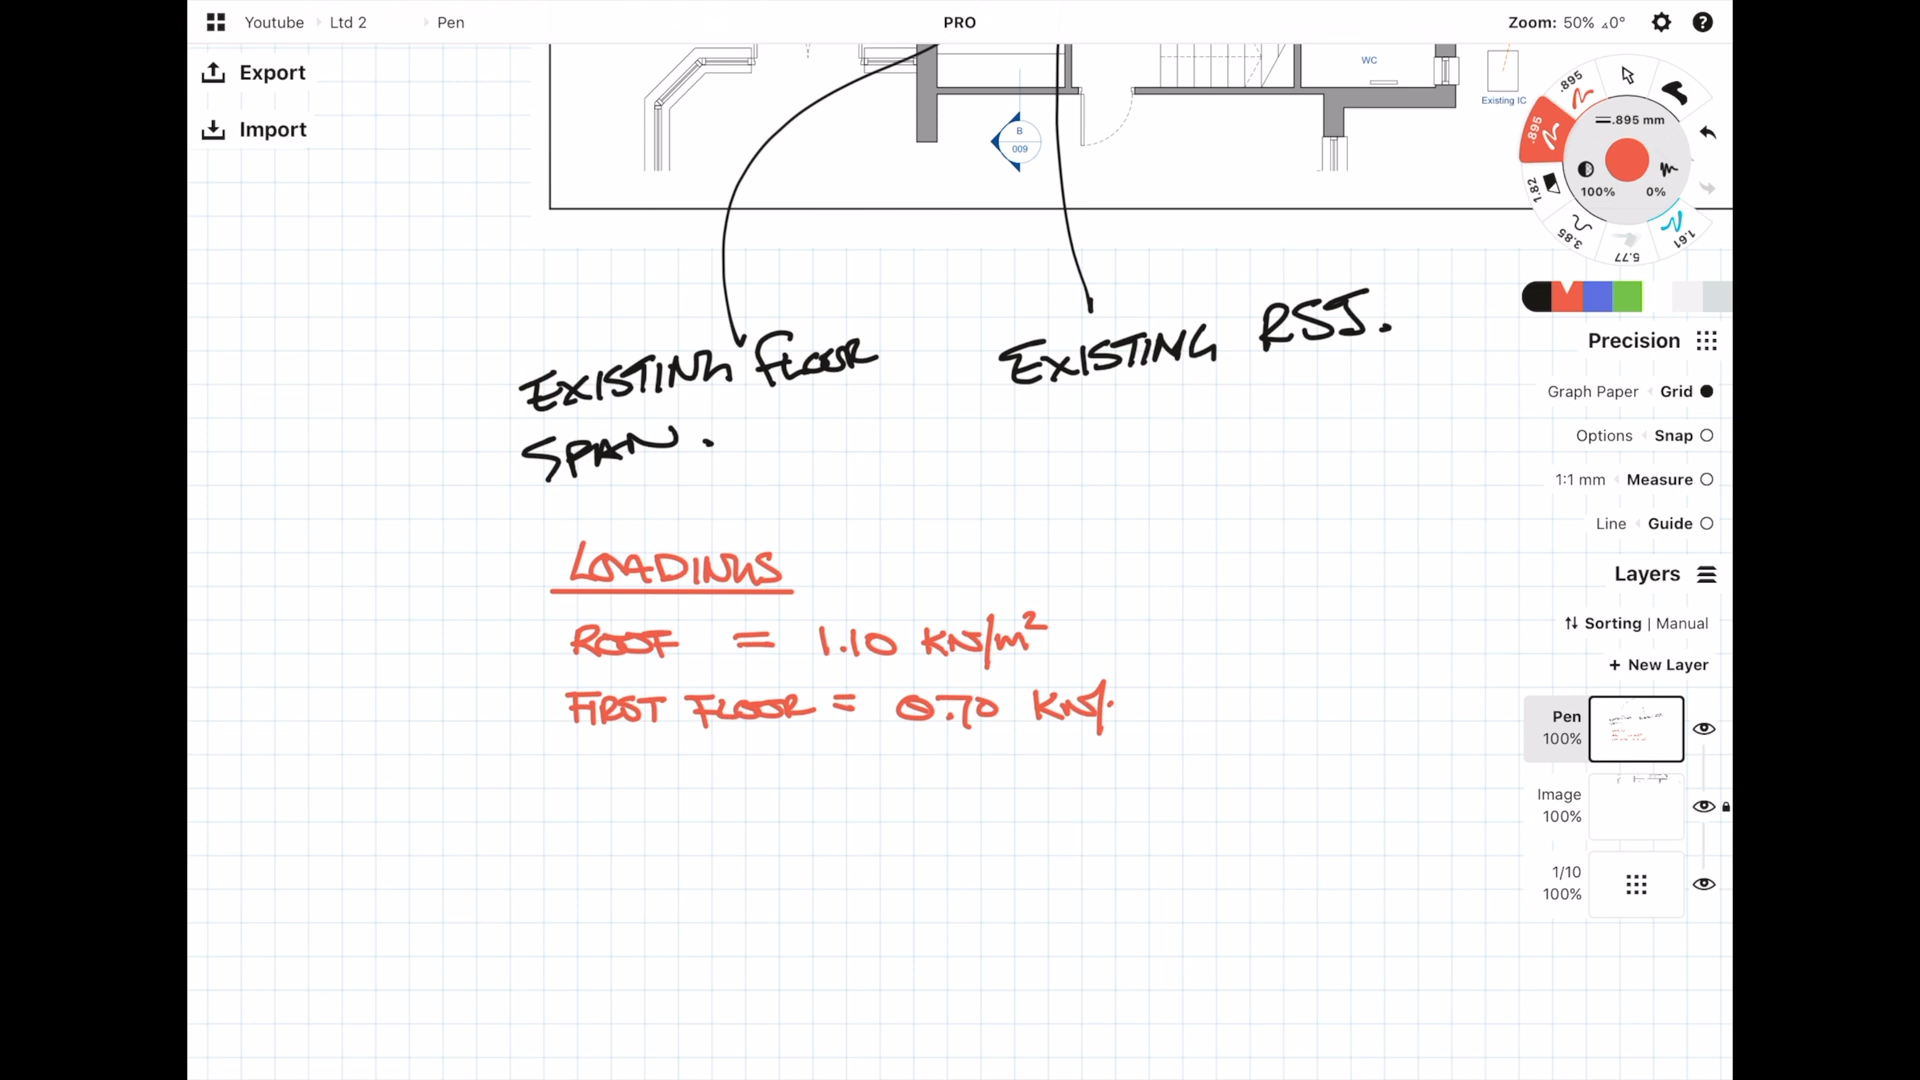 Youtube Ltd 2 Pen
PRO
Zoom: 50% ⊿0°
Export
Import
WC
Existing IC
B
009
.895
.895
1.82
3.85
5.77
1.61
.895 mm
100%
0%
EXISTING FLOOR
SPAN.
EXISTING RSJ.
LOADINGS
ROOF = 1.10 KN/m²
FIRST FLOOR = 0.70 KN/.
Precision
Graph Paper Grid
Options Snap
1:1 mm Measure
Line Guide
Layers
Sorting | Manual
+ New Layer
Pen
100%
Image
100%
1/10
100%